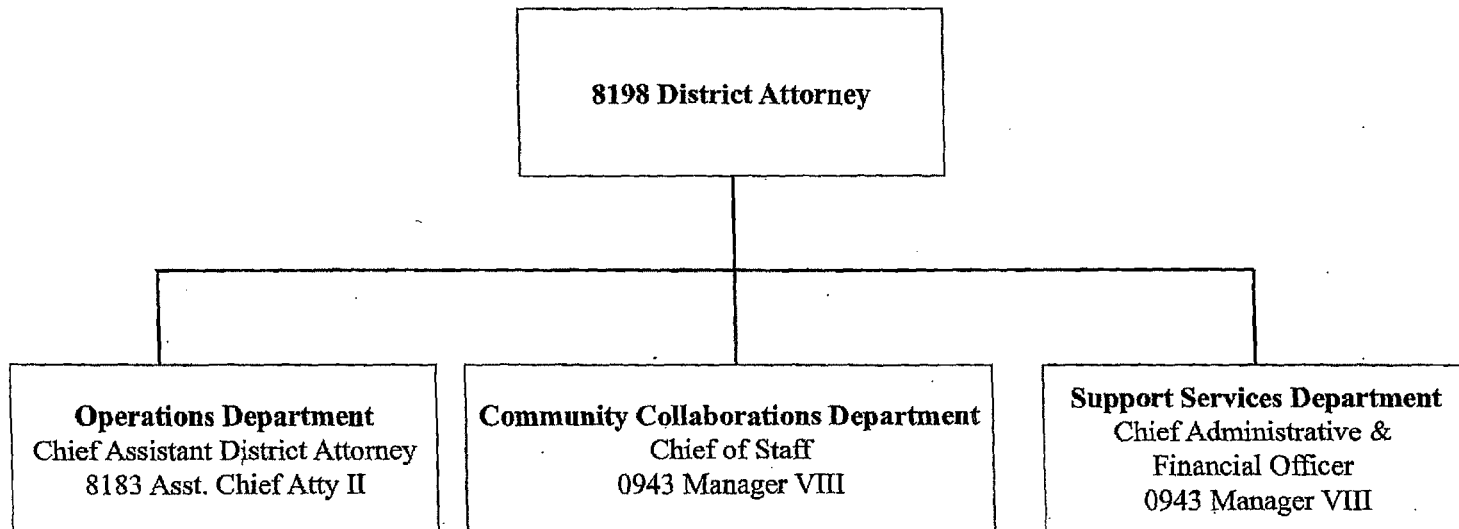 8198 District Attorney
Operations Department
Chief Assistant District Attorney
8183 Asst. Chief Atty II
Community Collaborations Department
Chief of Staff
0943 Manager VIII
Support Services Department
Chief Administrative &
Financial Officer
0943 Manager VIII